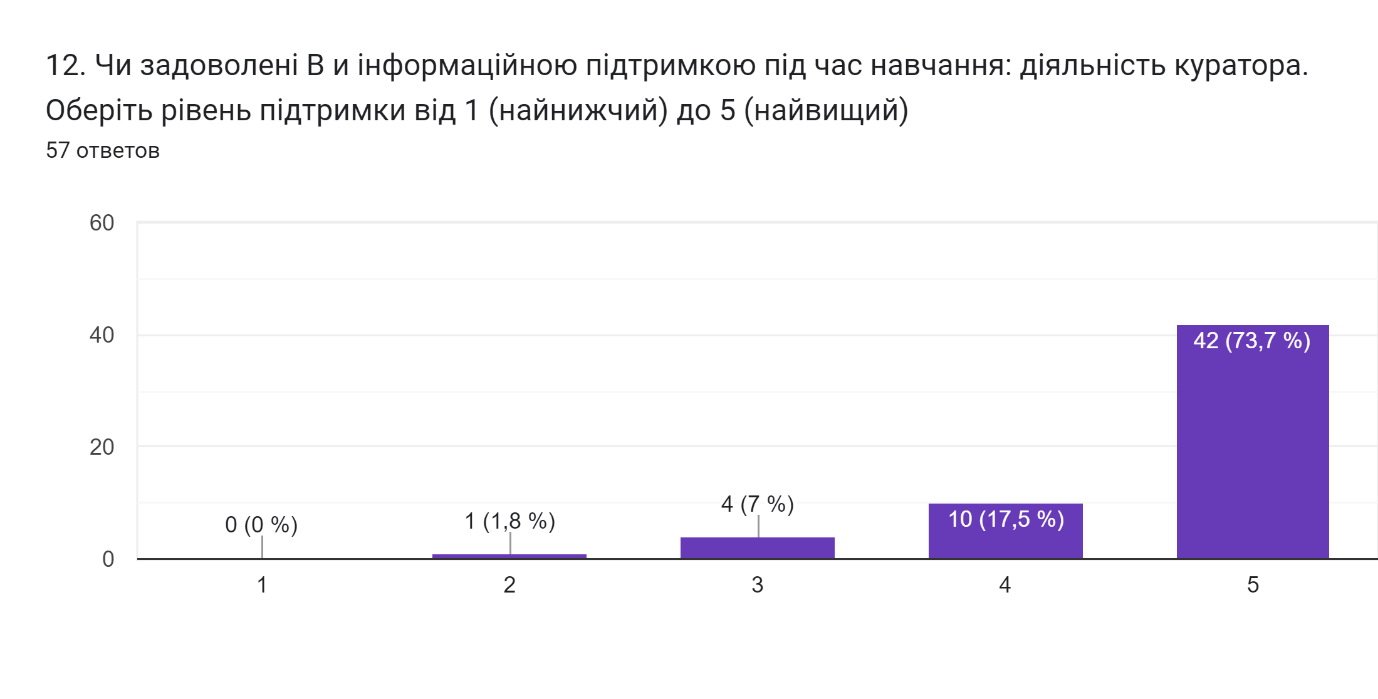 12. Чи задоволені В и інформаційною підтримкою під час навчання: діяльність куратора.
Оберіть рівень підтримки від 1 (найнижчий) до 5 (найвищий)
57 ответов
60
40
20
0
0 (0 %)
1 (1,8 %)
4 (7 %)
10 (17,5 %)
42 (73,7 %)
1
2
3
4
5